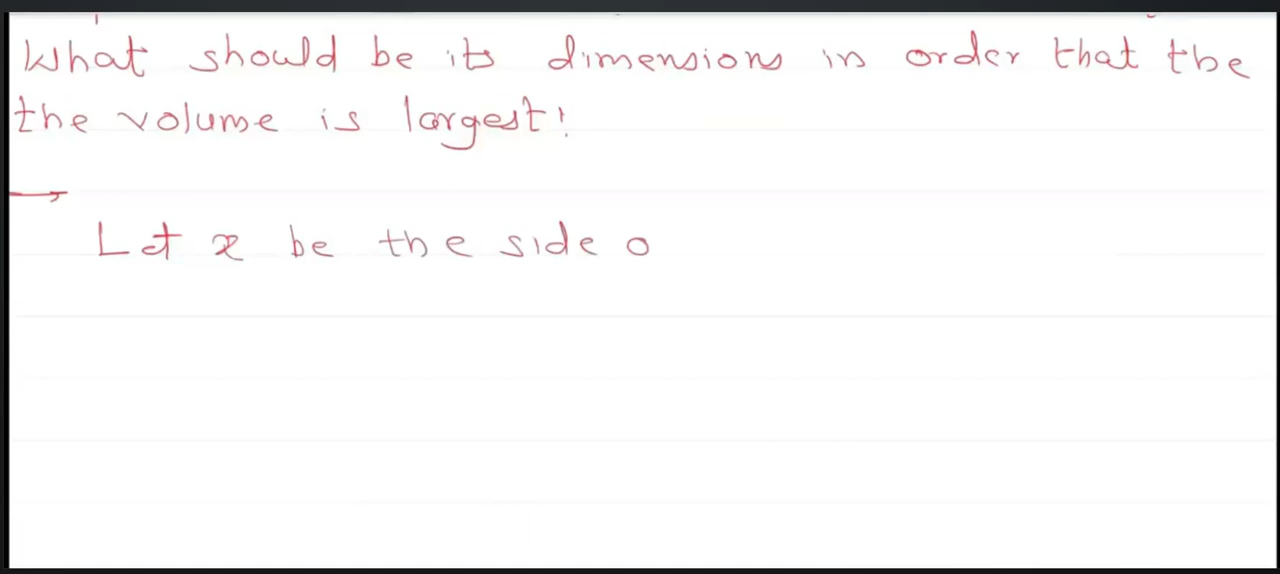 What should be its dimensions in order that the
the volume is largest?
Let x be the side o